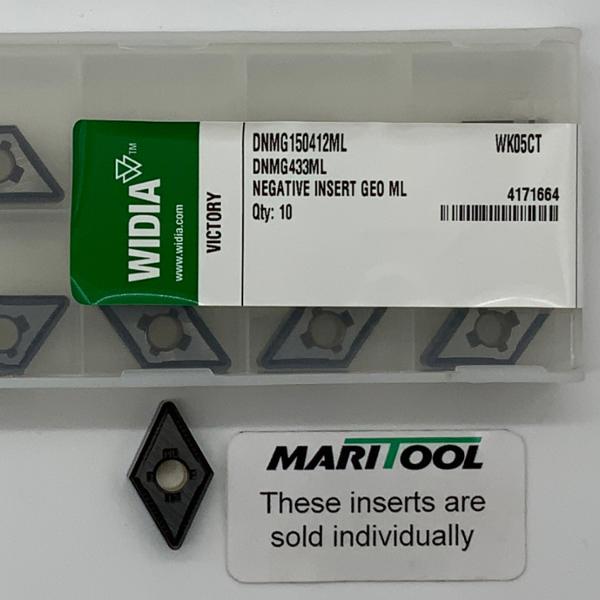 WIDIA™
www.widia.com
VICTORY
DNMG150412ML
WK05CT
DNMG433ML
NEGATIVE INSERT GEO ML
4171664
Qty: 10
MARITOOL
These inserts are
sold individually